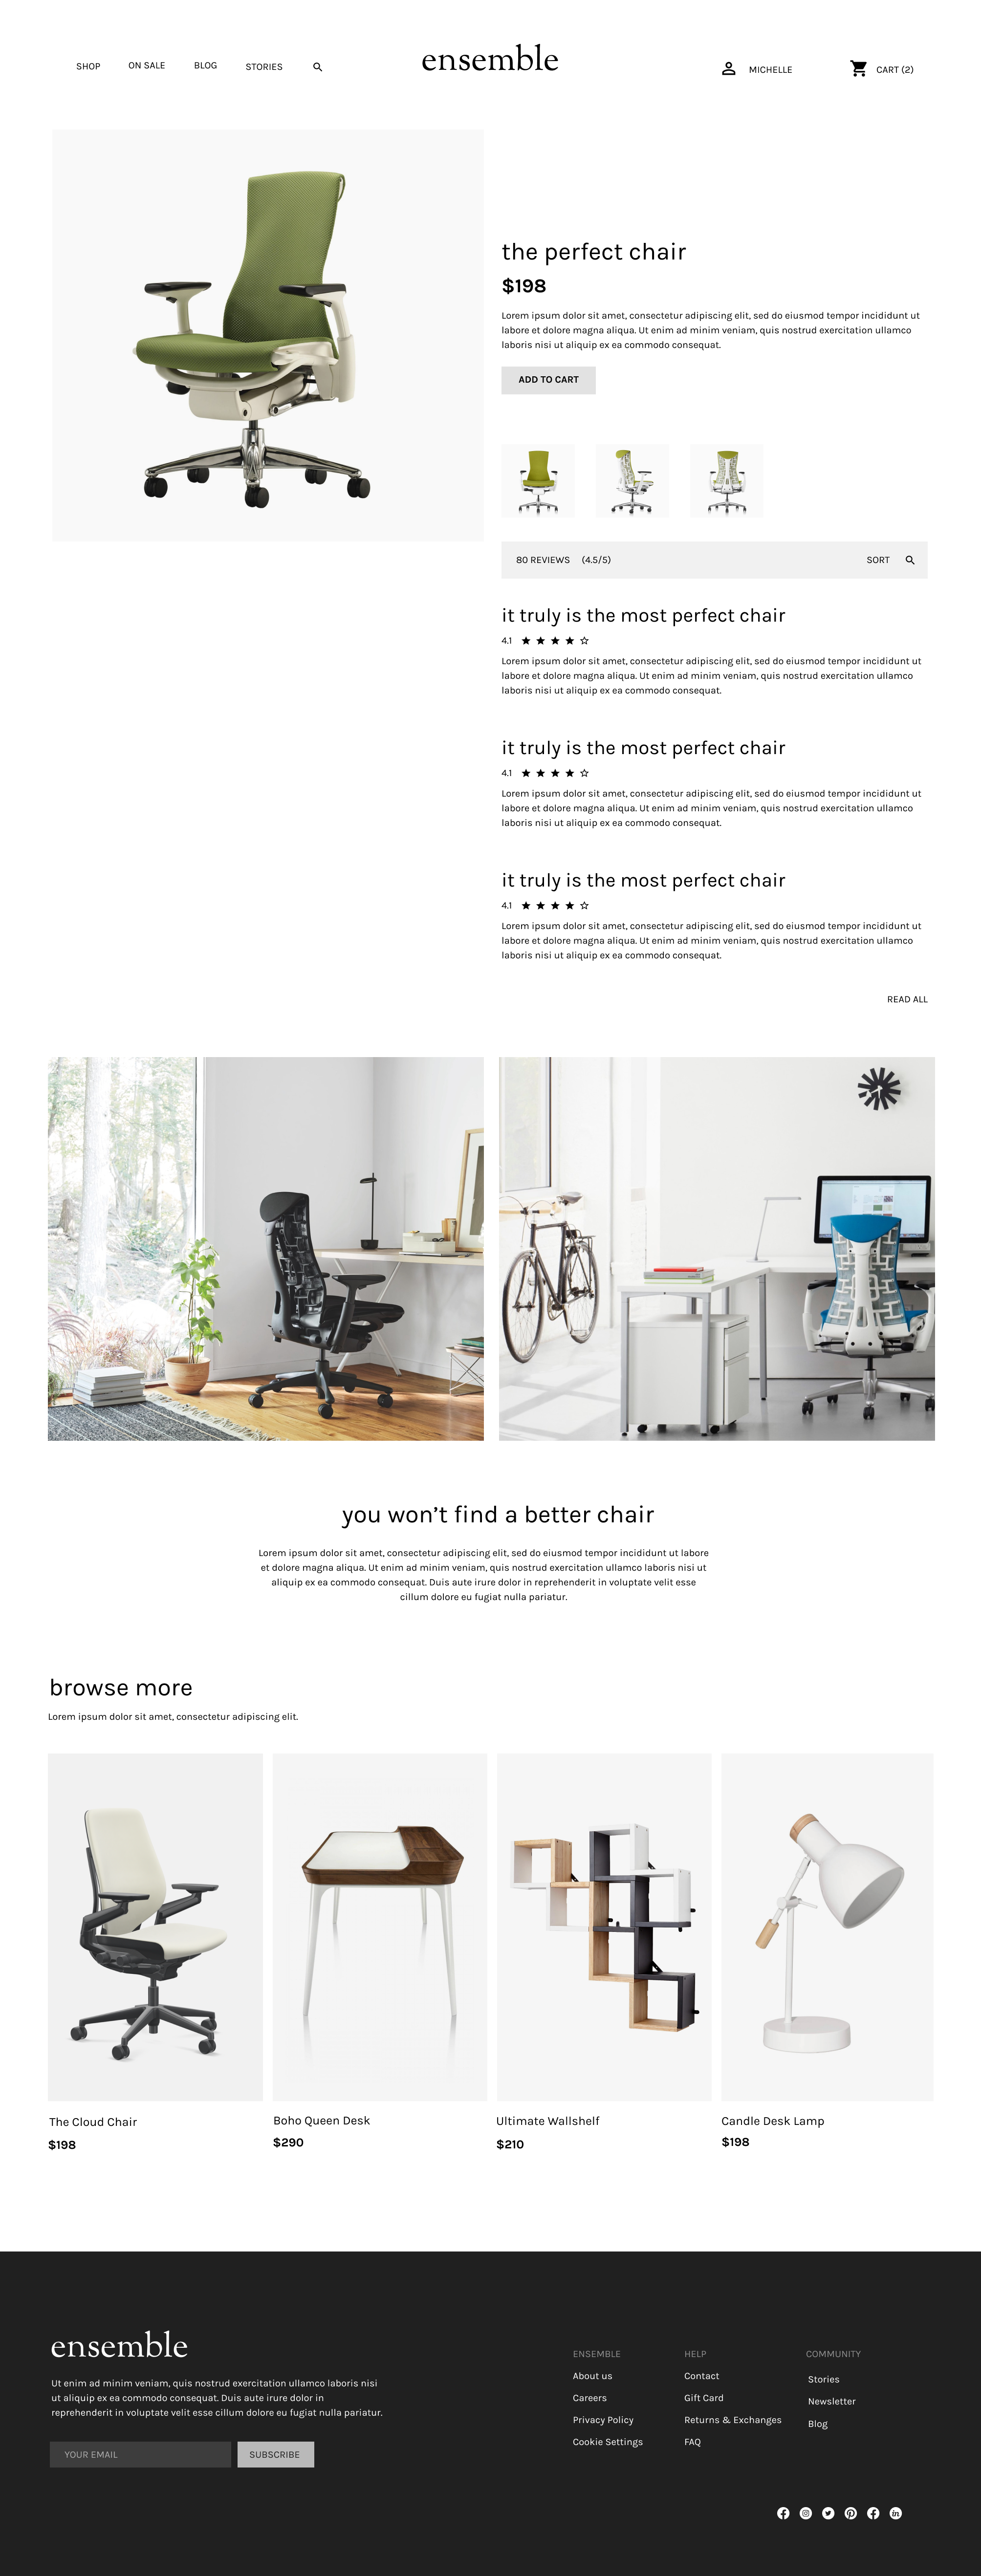 SHOP ON SALE BLOG STORIES
ensemble
MICHELLE CART (2)
the perfect chair
$198
Lorem ipsum dolor sit amet, consectetur adipiscing elit, sed do eiusmod tempor incididunt ut
labore et dolore magna aliqua. Ut enim ad minim veniam, quis nostrud exercitation ullamco
laboris nisi ut aliquip ex ea commodo consequat.
ADD TO CART
80 REVIEWS (4.5/5) SORT
it truly is the most perfect chair
4.1
Lorem ipsum dolor sit amet, consectetur adipiscing elit, sed do eiusmod tempor incididunt ut
labore et dolore magna aliqua. Ut enim ad minim veniam, quis nostrud exercitation ullamco
laboris nisi ut aliquip ex ea commodo consequat.
it truly is the most perfect chair
4.1
Lorem ipsum dolor sit amet, consectetur adipiscing elit, sed do eiusmod tempor incididunt ut
labore et dolore magna aliqua. Ut enim ad minim veniam, quis nostrud exercitation ullamco
laboris nisi ut aliquip ex ea commodo consequat.
it truly is the most perfect chair
4.1
Lorem ipsum dolor sit amet, consectetur adipiscing elit, sed do eiusmod tempor incididunt ut
labore et dolore magna aliqua. Ut enim ad minim veniam, quis nostrud exercitation ullamco
laboris nisi ut aliquip ex ea commodo consequat.
READ ALL
you won’t find a better chair
Lorem ipsum dolor sit amet, consectetur adipiscing elit, sed do eiusmod tempor incididunt ut labore
et dolore magna aliqua. Ut enim ad minim veniam, quis nostrud exercitation ullamco laboris nisi ut
aliquip ex ea commodo consequat. Duis aute irure dolor in reprehenderit in voluptate velit esse
cillum dolore eu fugiat nulla pariatur.
browse more
Lorem ipsum dolor sit amet, consectetur adipiscing elit.
The Cloud Chair
$198
Boho Queen Desk
$290
Ultimate Wallshelf
$210
Candle Desk Lamp
$198
ensemble
Ut enim ad minim veniam, quis nostrud exercitation ullamco laboris nisi
ut aliquip ex ea commodo consequat. Duis aute irure dolor in
reprehenderit in voluptate velit esse cillum dolore eu fugiat nulla pariatur.
YOUR EMAIL SUBSCRIBE
ENSEMBLE
About us
Careers
Privacy Policy
Cookie Settings
HELP
Contact
Gift Card
Returns & Exchanges
FAQ
COMMUNITY
Stories
Newsletter
Blog